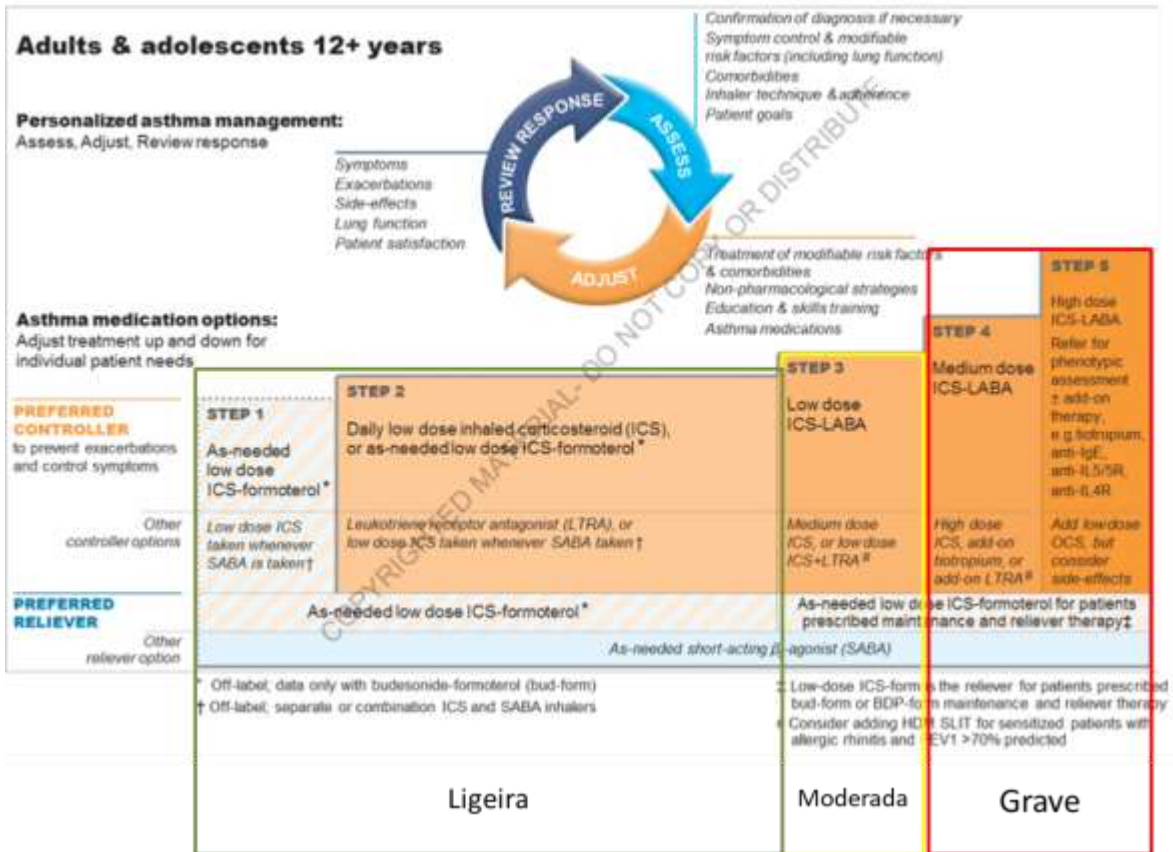 Adults & adolescents 12+ years
Personalized asthma management:
Assess, Adjust, Review response
Symptoms
Exacerbations
Side-effects
Lung function
Patient satisfaction
REVIEW RESPONSE
ASSESS
ADJUST
Confirmation of diagnosis if necessary
Symptom control & modifiable
risk factors (including lung function)
Comorbidities
Inhaler technique & adherence
Patient goals
Treatment of modifiable risk factors
& comorbidities
Non-pharmacological strategies
Education & skills training
Asthma medications
Asthma medication options:
Adjust treatment up and down for
individual patient needs
PREFERRED
CONTROLLER
to prevent exacerbations
and control symptoms
STEP 1
As-needed
low dose
ICS-formoterol *
STEP 2
Daily low dose inhaled corticosteroid (ICS),
or as-needed low dose ICS-formoterol *
STEP 3
Low dose
ICS-LABA
STEP 4
Medium dose
ICS-LABA
STEP 5
High dose
ICS-LABA
Refer for
phenotypic
assessment
± add-on
therapy,
e.g.tiotropium,
anti-IgE,
anti-IL5/5R,
anti-IL4R
Other
controller options
Low dose ICS
taken whenever
SABA is taken †
Leukotriene receptor antagonist (LTRA), or
low dose ICS taken whenever SABA taken †
Medium dose
ICS, or low dose
ICS+LTRA #
High dose
ICS, add-on
tiotropium, or
add-on LTRA #
Add low dose
OCS, but
consider
side-effects
PREFERRED
RELIEVER
As-needed low dose ICS-formoterol *
As-needed low dose ICS-formoterol for patients
prescribed maintenance and reliever therapy‡
Other
reliever option
As-needed short-acting β-agonist (SABA)
* Off-label; data only with budesonide-formoterol (bud-form)
† Off-label; separate or combination ICS and SABA inhalers
‡ Low-dose ICS-form is the reliever for patients prescribed
bud-form or BDP-form maintenance and reliever therapy
Consider adding HDM SLIT for sensitized patients with
allergic rhinitis and FEV1 >70% predicted
COPYRIGHTED MATERIAL- DO NOT COPY OR DISTRIBUTE
Ligeira
Moderada
Grave